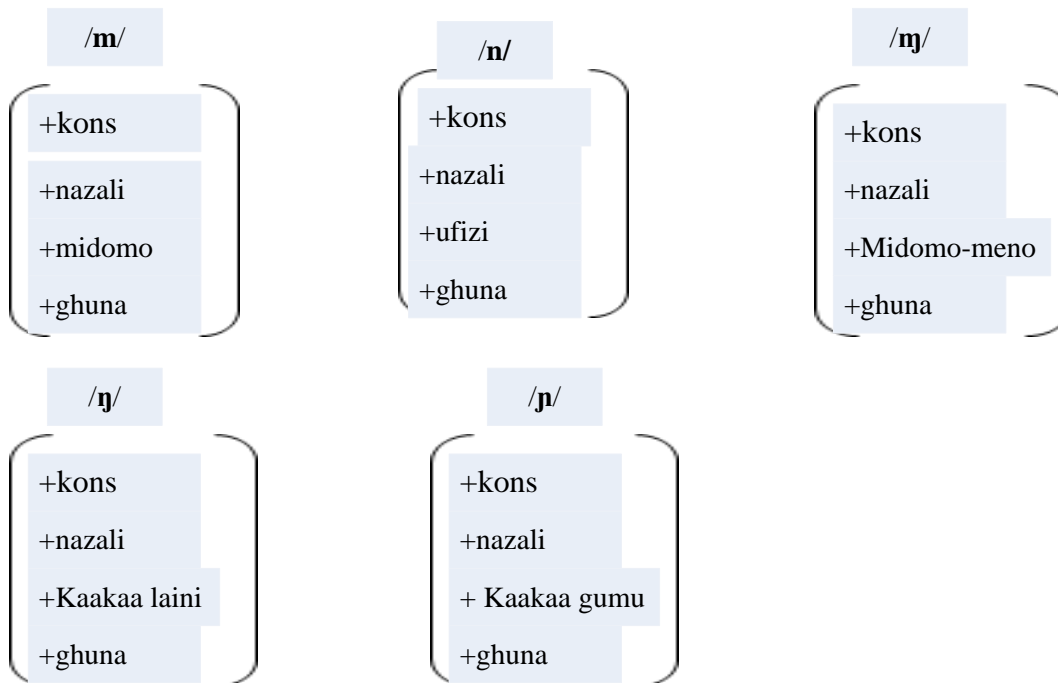 /m/
+kons
+nazali
+midomo
+ghuna
/n/
+kons
+nazali
+ufizi
+ghuna
/ɱ/
+kons
+nazali
+Midomo-meno
+ghuna
/ŋ/
+kons
+nazali
+Kaakaa laini
+ghuna
/ɲ/
+kons
+nazali
+ Kaakaa gumu
+ghuna